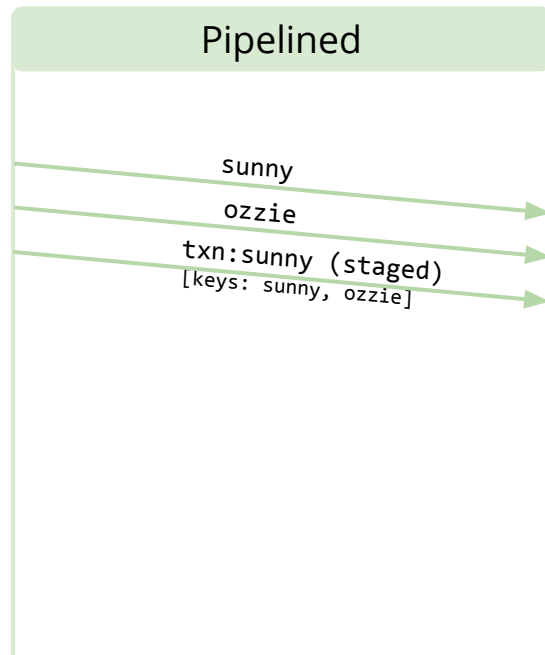 Pipelined
sunny
ozzie
txn:sunny (staged)
[keys: sunny, ozzie]